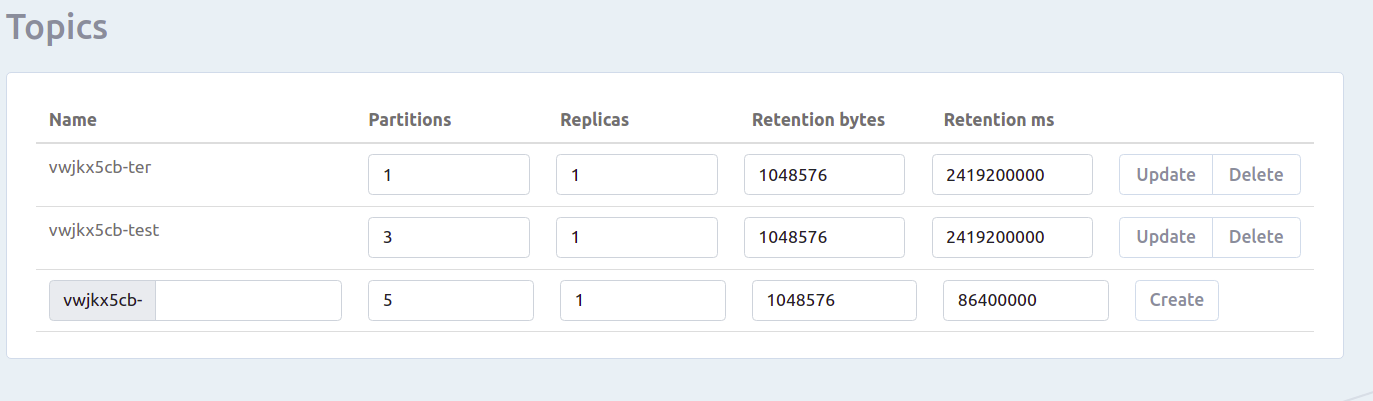 Topics
Name Partitions Replicas Retention bytes Retention ms
vwjkx5cb-ter 1 1 1048576 2419200000 Update Delete
vwjkx5cb-test 3 1 1048576 2419200000 Update Delete
vwjkx5cb- 5 1 1048576 86400000 Create